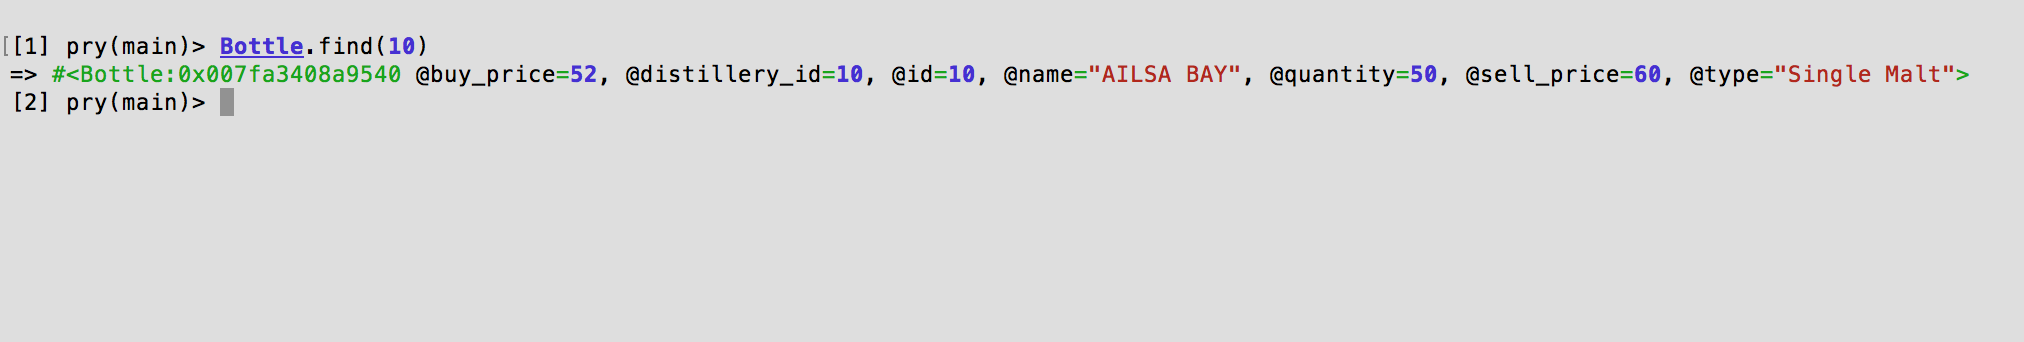 [[1] pry(main)> Bottle.find(10)
=> #<Bottle:0x007fa3408a9540 @buy_price=52, @distillery_id=10, @id=10, @name="AILSA BAY", @quantity=50, @sell_price=60, @type="Single Malt">
[2] pry(main)>